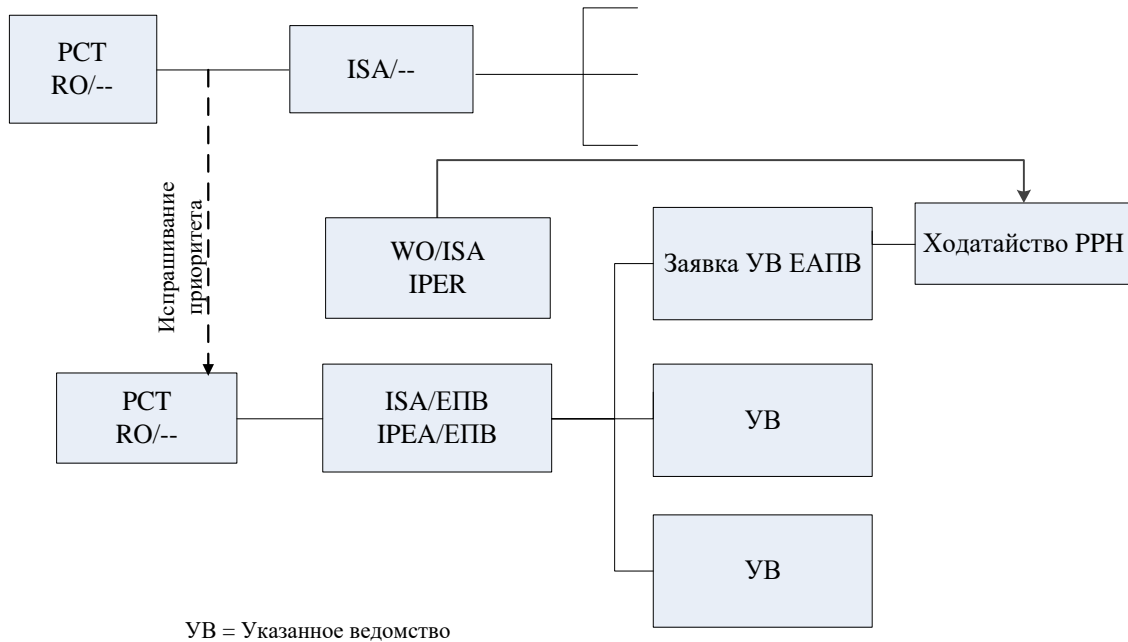 PCT
RO/--
ISA/--
Испрашивание
приоритета
WO/ISA
IPER
Заявка УВ ЕАПВ
Ходатайство PPH
PCT
RO/--
ISA/ЕПВ
IPEA/ЕПВ
УВ
УВ
УВ = Указанное ведомство